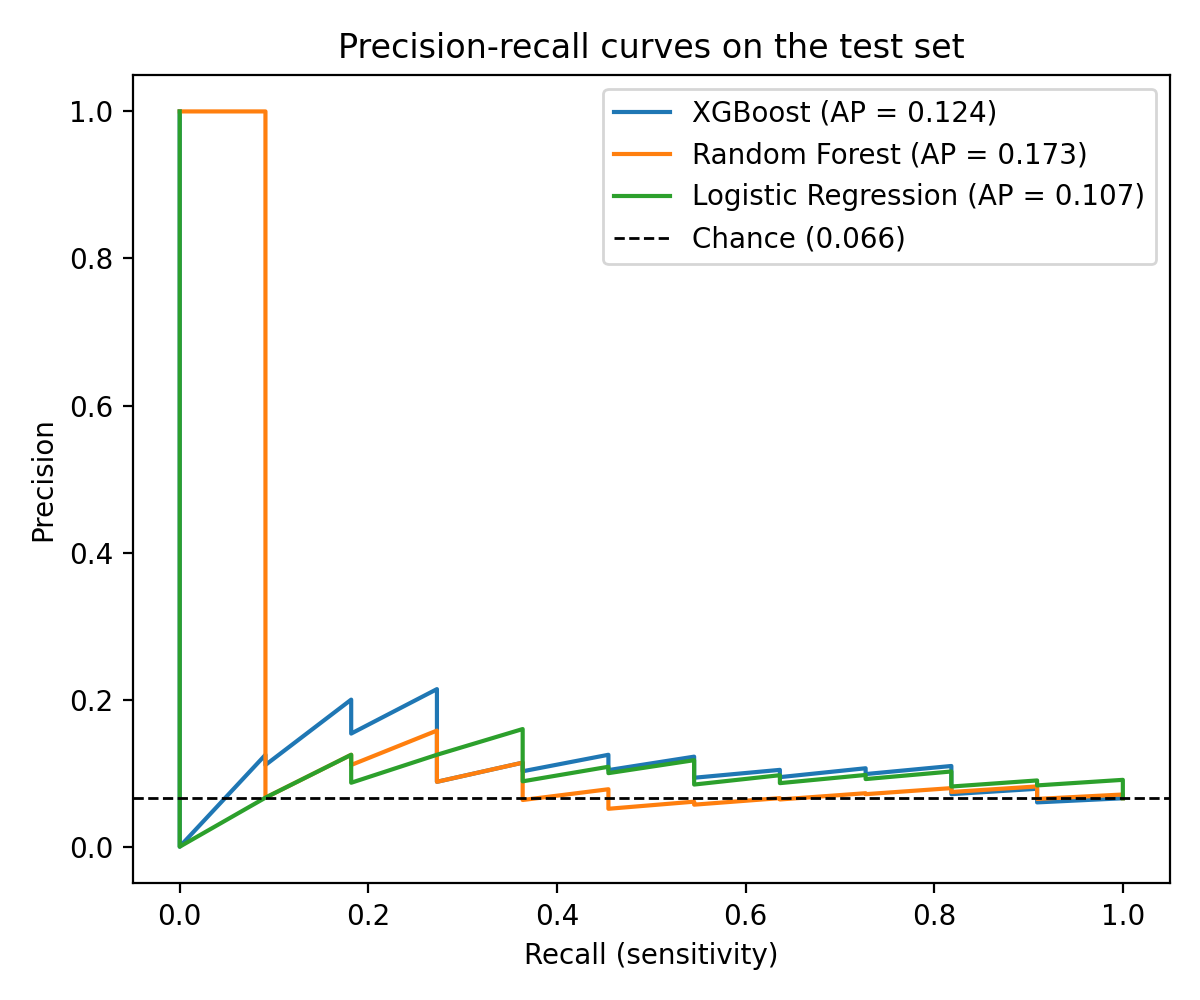 Precision-recall curves on the test set
XGBoost (AP = 0.124)
Random Forest (AP = 0.173)
Logistic Regression (AP = 0.107)
Chance (0.066)
Precision
1.0
0.8
0.6
0.4
0.2
0.0
0.0 0.2 0.4 0.6 0.8 1.0
Recall (sensitivity)